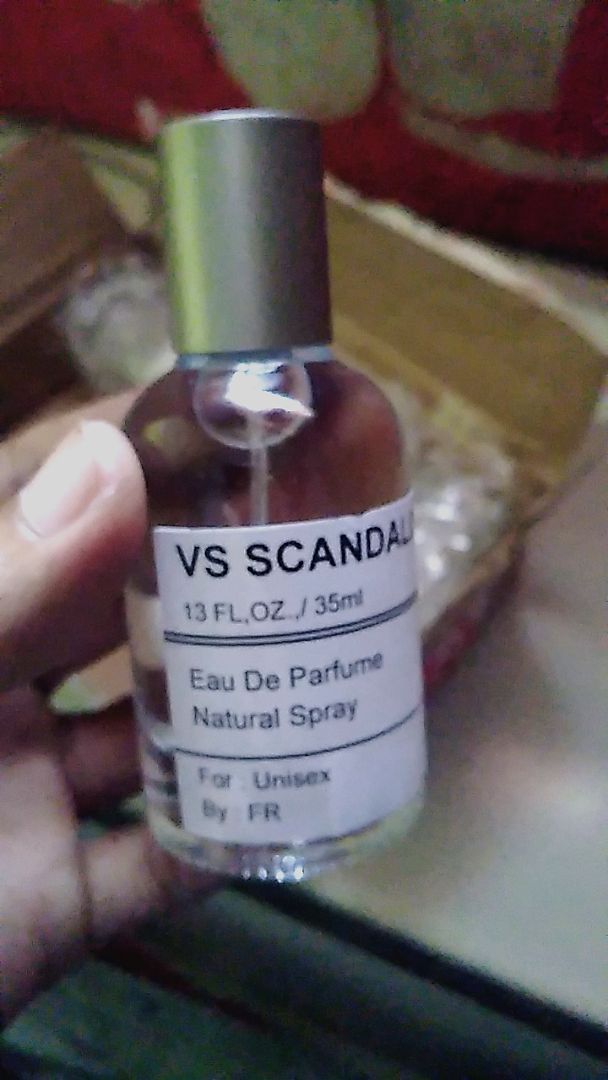 VS SCANDAL
13 FL,OZ.,/ 35ml
Eau De Parfume
Natural Spray
For : Unisex
By : FR